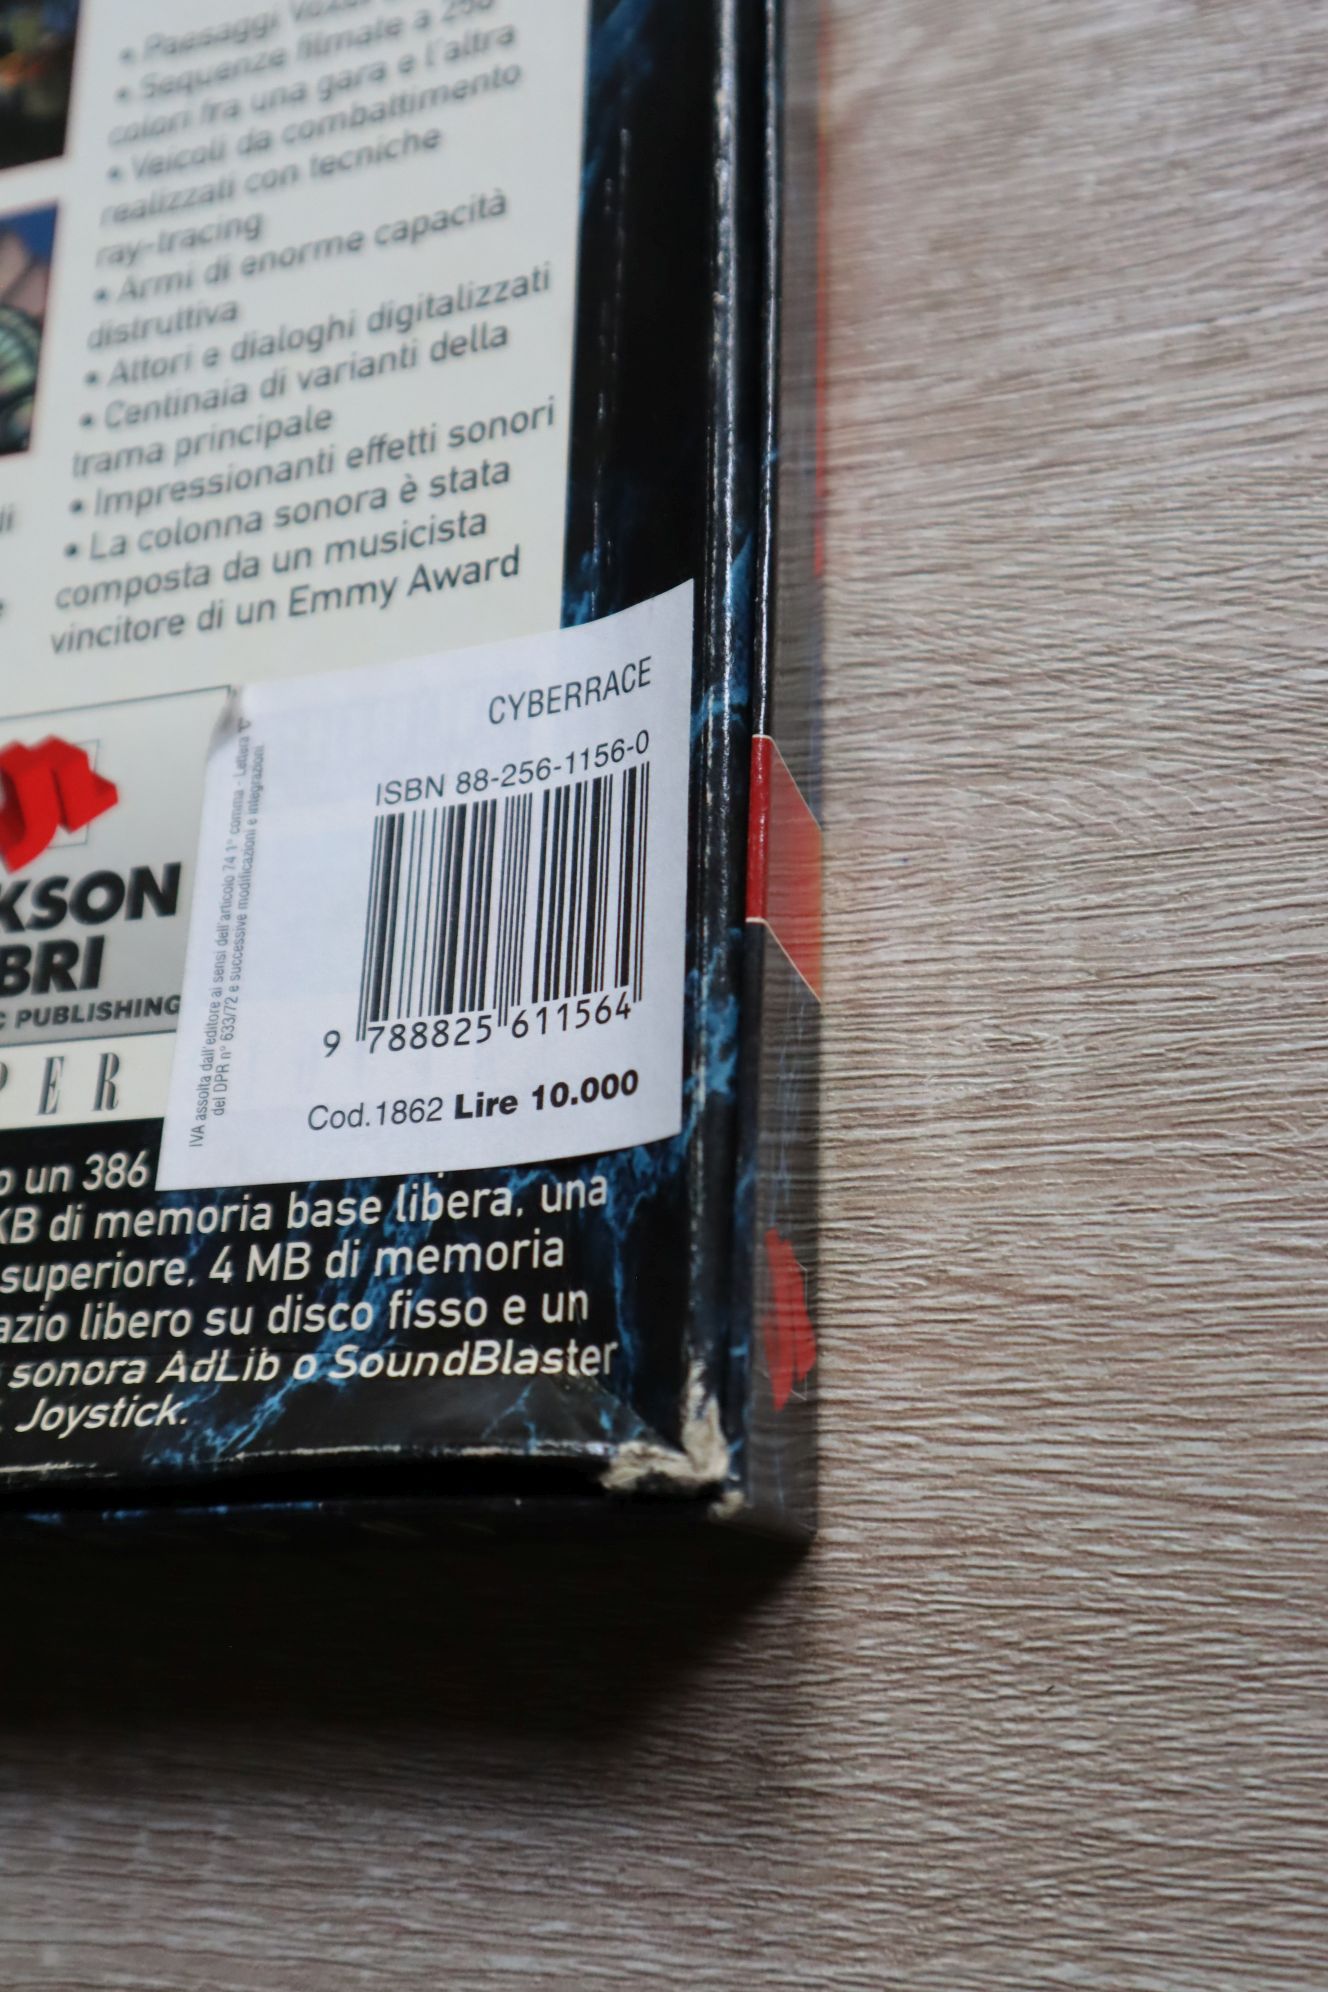 • Paesaggi
• Sequenze filmate a 256
colori fra una gara e l'altra
• Veicoli da combattimento
realizzati con tecniche
ray-tracing
• Armi di enorme capacità
distruttiva
• Attori e dialoghi digitalizzati
• Centinaia di varianti della
trama principale
• Impressionanti effetti sonori
• La colonna sonora è stata
composta da un musicista
vincitore di un Emmy Award
di
KSON
BRI
C PUBLISHING
PER
CYBERRACE
ISBN 88-256-1156-0
9 788825 611564
Cod.1862 Lire 10.000
IVA assolta dall'editore ai sensi dell'articolo 74 1° comma - Lettera "C"
del DPR n° 633/72 e successive modificazioni e integrazioni.
o un 386
KB di memoria base libera, una
superiore, 4 MB di memoria
azio libero su disco fisso e un
sonora AdLib o SoundBlaster
Joystick.